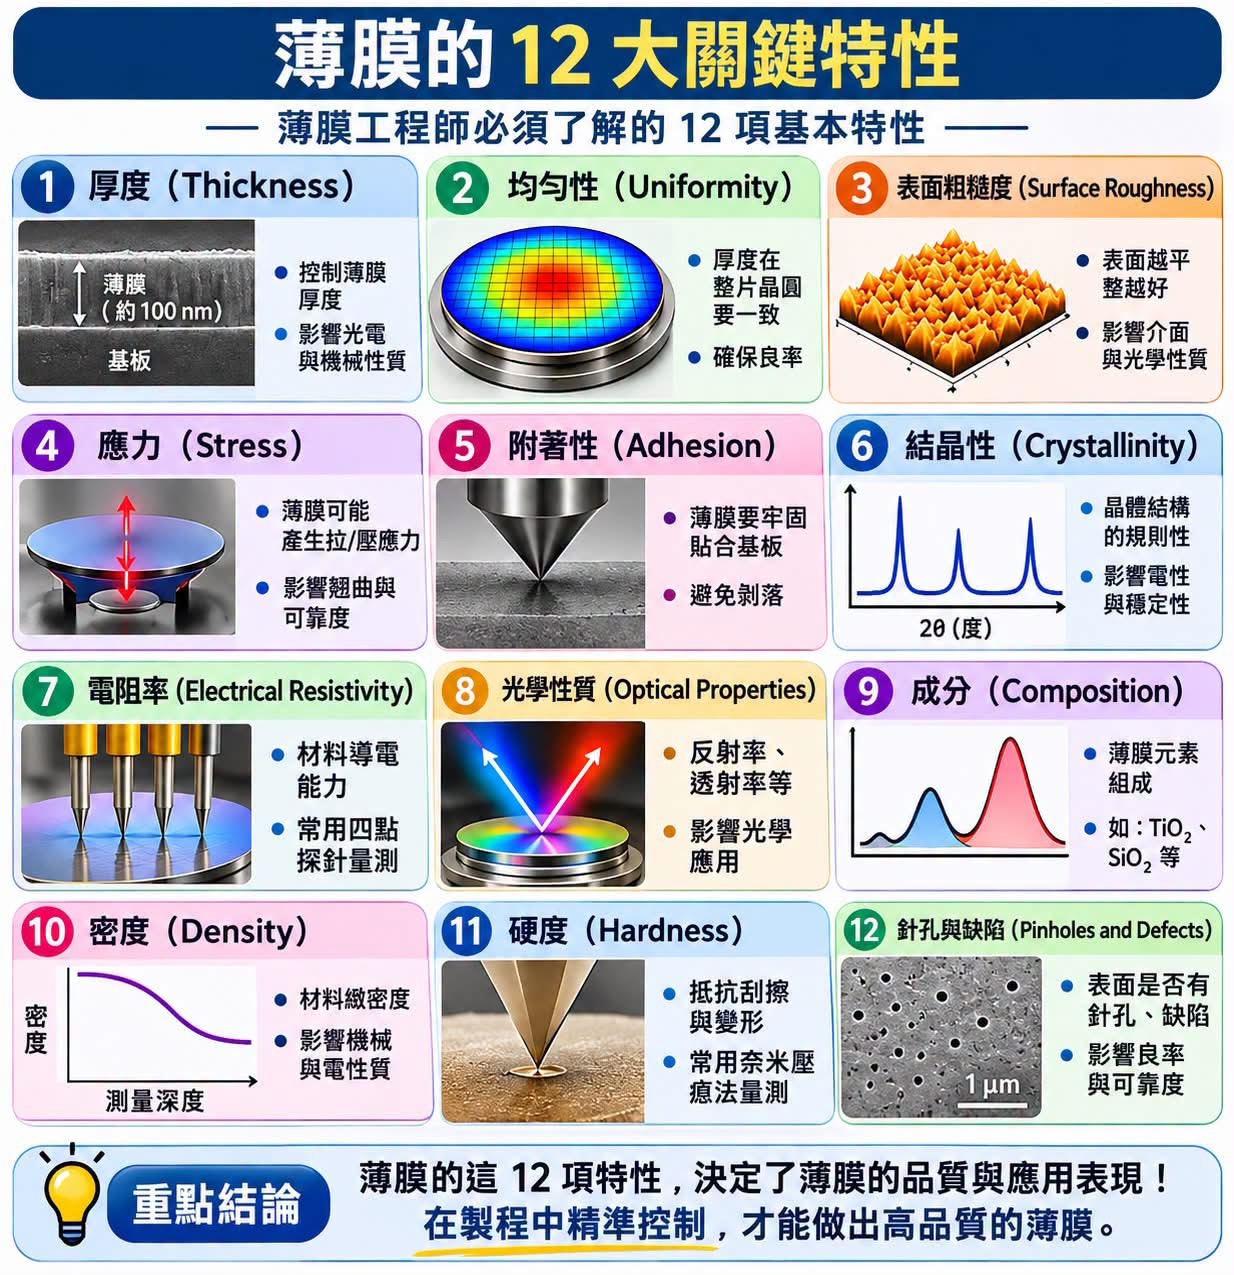 薄膜的 12 大關鍵特性
薄膜工程師必須了解的 12 項基本特性
1 厚度（Thickness）
薄膜
（約 100 nm）
基板
控制薄膜
厚度
影響光電
與機械性質
2 均勻性（Uniformity）
厚度在
整片晶圓
要一致
確保良率
3 表面粗糙度（Surface Roughness）
表面越平
整越好
影響介面
與光學性質
4 應力（Stress）
薄膜可能
產生拉/壓應力
影響翹曲與
可靠度
5 附著性（Adhesion）
薄膜要牢固
貼合基板
避免剝落
6 結晶性（Crystallinity）
2θ (度)
晶體結構
的規則性
影響電性
與穩定性
7 電阻率（Electrical Resistivity）
材料導電
能力
常用四點
探針量測
8 光學性質（Optical Properties）
反射率、
透射率等
影響光學
應用
9 成分（Composition）
薄膜元素
組成
如：TiO₂、
SiO₂ 等
10 密度（Density）
密度
測量深度
材料緻密度
影響機械
與電性質
11 硬度（Hardness）
抵抗刮擦
與變形
常用奈米壓
法量測
12 針孔與缺陷（Pinholes and Defects）
1 μm
表面是否有
針孔、缺陷
影響良率
與可靠度
重點結論
薄膜的這 12 項特性，決定了薄膜的品質與應用表現！
在製程中精準控制，才能做出高品質的薄膜。